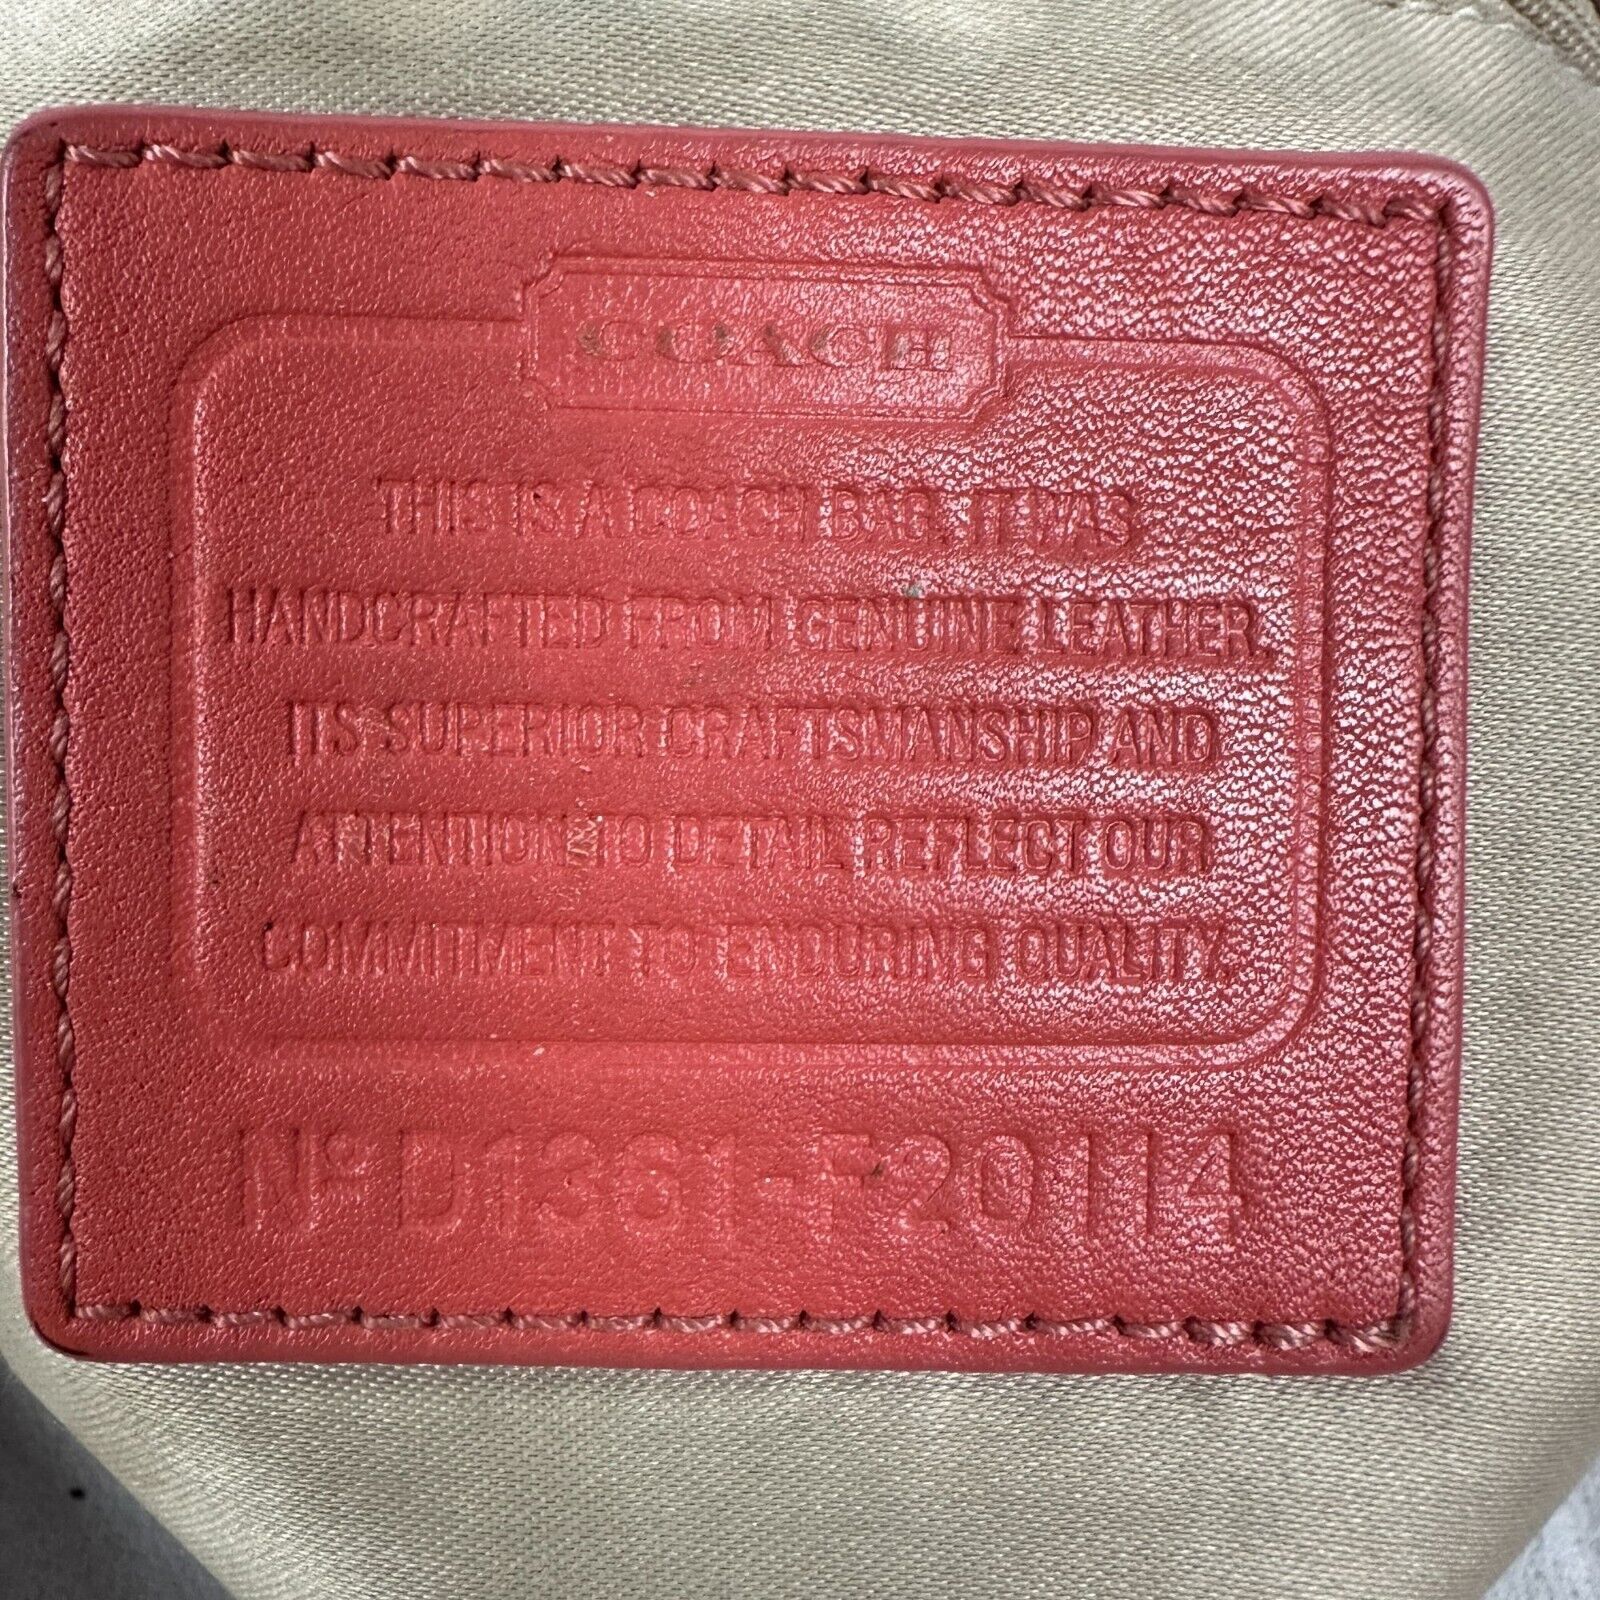 COACH
THIS IS A COACH BAG. IT WAS
HANDCRAFTED FROM GENUINE LEATHER.
ITS SUPERIOR CRAFTSMANSHIP AND
ATTENTION TO DETAIL REFLECT OUR
COMMITMENT TO ENDURING QUALITY.
Nº D1361-F20114